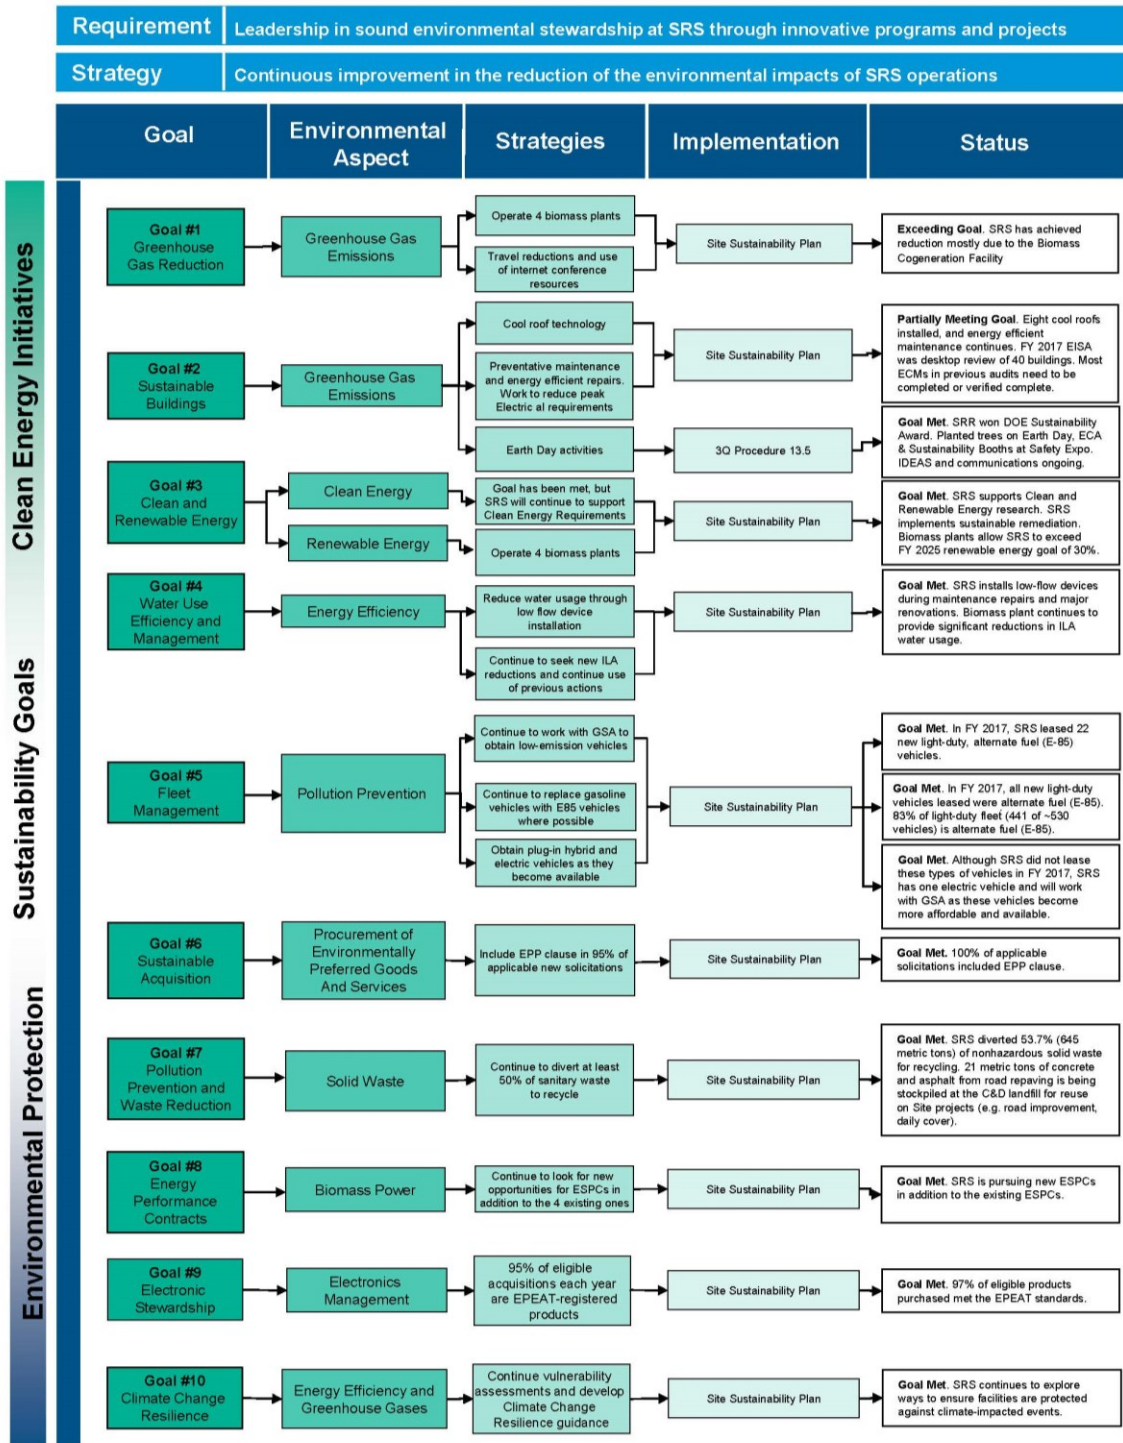 Requirement
Leadership in sound environmental stewardship at SRS through innovative programs and projects
Strategy
Continuous improvement in the reduction of the environmental impacts of SRS operations
Goal
Environmental
Aspect
Strategies
Implementation
Status
Clean Energy Initiatives
Sustainability Goals
Environmental Protection
Goal #1
Greenhouse
Gas Reduction
Greenhouse Gas
Emissions
Operate 4 biomass plants
Travel reductions and use
of internet conference
resources
Site Sustainability Plan
Exceeding Goal. SRS has achieved
reduction mostly due to the Biomass
Cogeneration Facility
Goal #2
Sustainable
Buildings
Greenhouse Gas
Emissions
Cool roof technology
Preventative maintenance
and energy efficient repairs.
Work to reduce peak
Electric al requirements
Site Sustainability Plan
Partially Meeting Goal. Eight cool roofs
installed, and energy efficient
maintenance continues. FY 2017 EISA
was desktop review of 40 buildings. Most
ECMs in previous audits need to be
completed or verified complete.
Earth Day activities
3Q Procedure 13.5
Goal Met. SRR won DOE Sustainability
Award. Planted trees on Earth Day, ECA
& Sustainability Booths at Safety Expo.
IDEAS and communications ongoing.
Goal #3
Clean and
Renewable Energy
Clean Energy
Renewable Energy
Goal has been met, but
SRS will continue to support
Clean Energy Requirements
Operate 4 biomass plants
Site Sustainability Plan
Goal Met. SRS supports Clean and
Renewable Energy research. SRS
implements sustainable remediation.
Biomass plants allow SRS to exceed
FY 2025 renewable energy goal of 30%.
Goal #4
Water Use
Efficiency and
Management
Energy Efficiency
Reduce water usage through
low flow device
installation
Continue to seek new ILA
reductions and continue use
of previous actions
Site Sustainability Plan
Goal Met. SRS installs low-flow devices
during maintenance repairs and major
renovations. Biomass plant continues to
provide significant reductions in ILA
water usage.
Goal #5
Fleet
Management
Pollution Prevention
Continue to work with GSA to
obtain low-emission vehicles
Continue to replace gasoline
vehicles with E85 vehicles
where possible
Obtain plug-in hybrid and
electric vehicles as they
become available
Site Sustainability Plan
Goal Met. In FY 2017, SRS leased 22
new light-duty, alternate fuel (E-85)
vehicles.
Goal Met. In FY 2017, all new light-duty
vehicles leased were alternate fuel (E-85).
83% of light-duty fleet (441 of ~530
vehicles) is alternate fuel (E-85).
Goal Met. Although SRS did not lease
these types of vehicles in FY 2017, SRS
has one electric vehicle and will work
with GSA as these vehicles become
more affordable and available.
Goal #6
Sustainable
Acquisition
Procurement of
Environmentally
Preferred Goods
And Services
Include EPP clause in 95% of
applicable new solicitations
Site Sustainability Plan
Goal Met. 100% of applicable
solicitations included EPP clause.
Goal #7
Pollution
Prevention and
Waste Reduction
Solid Waste
Continue to divert at least
50% of sanitary waste
to recycle
Site Sustainability Plan
Goal Met. SRS diverted 53.7% (645
metric tons) of nonhazardous solid waste
for recycling. 21 metric tons of concrete
and asphalt from road repaving is being
stockpiled at the C&D landfill for reuse
on Site projects (e.g. road improvement,
daily cover).
Goal #8
Energy
Performance
Contracts
Biomass Power
Continue to look for new
opportunities for ESPCs in
addition to the 4 existing ones
Site Sustainability Plan
Goal Met. SRS is pursuing new ESPCs
in addition to the existing ESPCs.
Goal #9
Electronic
Stewardship
Electronics
Management
95% of eligible
acquisitions each year
are EPEAT-registered
products
Site Sustainability Plan
Goal Met. 97% of eligible products
purchased met the EPEAT standards.
Goal #10
Climate Change
Resilience
Energy Efficiency and
Greenhouse Gases
Continue vulnerability
assessments and develop
Climate Change
Resilience guidance
Site Sustainability Plan
Goal Met. SRS continues to explore
ways to ensure facilities are protected
against climate-impacted events.